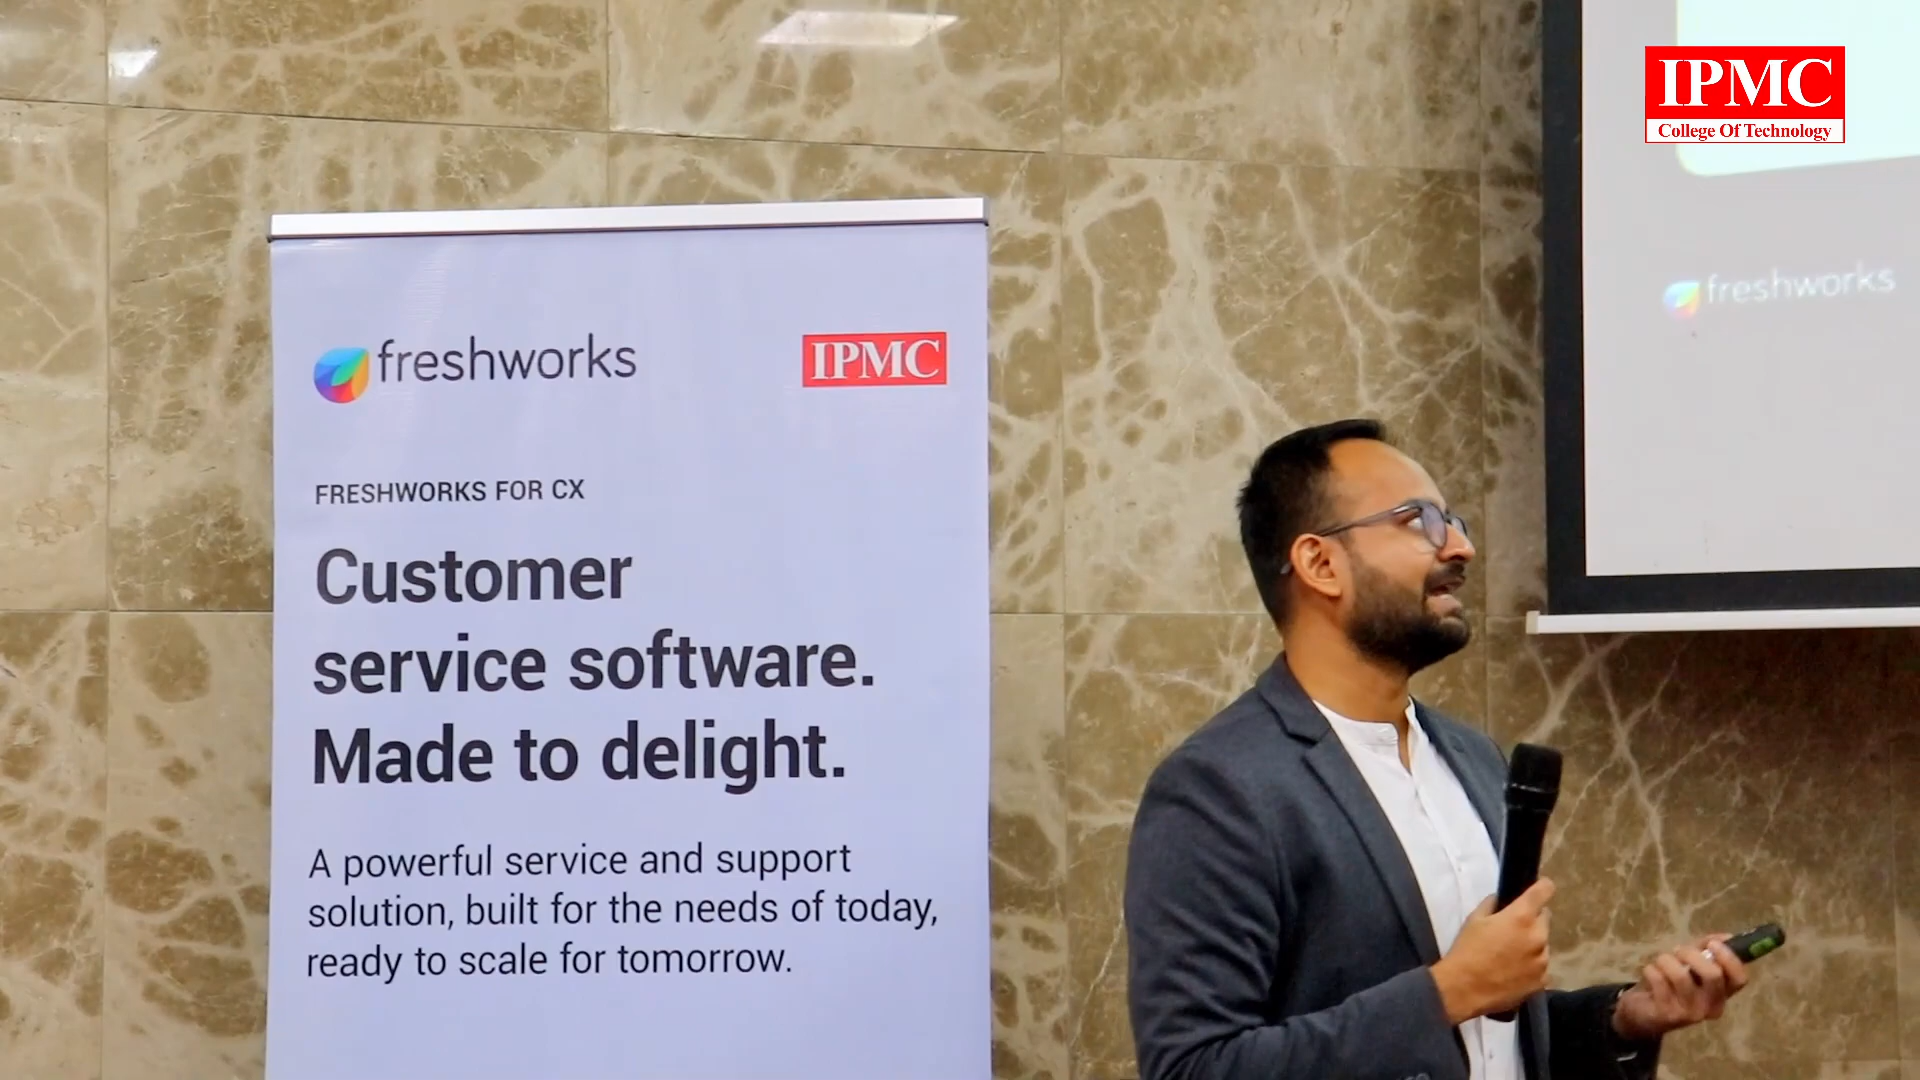 IPMC
College Of Technology
freshworks
freshworks
IPMC
FRESHWORKS FOR CX
Customer
service software.
Made to delight.
A powerful service and support
solution, built for the needs of today,
ready to scale for tomorrow.